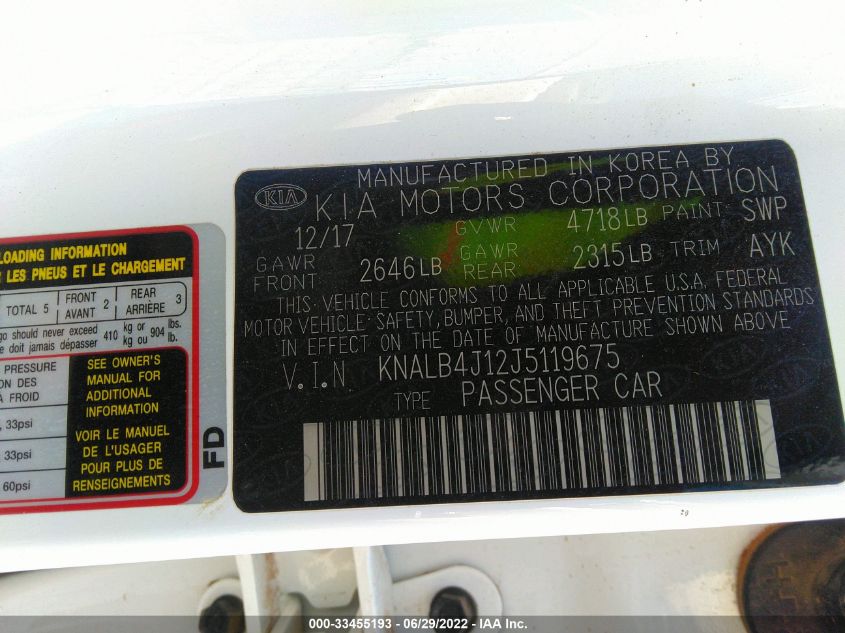 LOADING INFORMATION
LES PNEUS ET LE CHARGEMENT
TOTAL 5 FRONT AVANT 2 REAR ARRIÈRE 3
should never exceed 410 kg or 904 lbs.
doit jamais dépasser kg ou lb.
PRESSURE
DES
A FROID
SEE OWNER'S
MANUAL FOR
ADDITIONAL
INFORMATION
VOIR LE MANUEL
DE L'USAGER
POUR PLUS DE
RENSEIGNEMENTS
33psi
33psi
60psi
FD
MANUFACTURED IN KOREA BY
KIA KIA MOTORS CORPORATION
12/17 GVWR 4718LB PAINT SWP
GAWR FRONT 2646LB GAWR REAR 2315LB TRIM AYK
THIS VEHICLE CONFORMS TO ALL APPLICABLE U.S.A. FEDERAL
MOTOR VEHICLE SAFETY, BUMPER, AND THEFT PREVENTION STANDARDS
IN EFFECT ON THE DATE OF MANUFACTURE SHOWN ABOVE
V.I.N. KNALB4J12J5119675
TYPE PASSENGER CAR
000-33455193 - 06/29/2022 - IAA Inc.